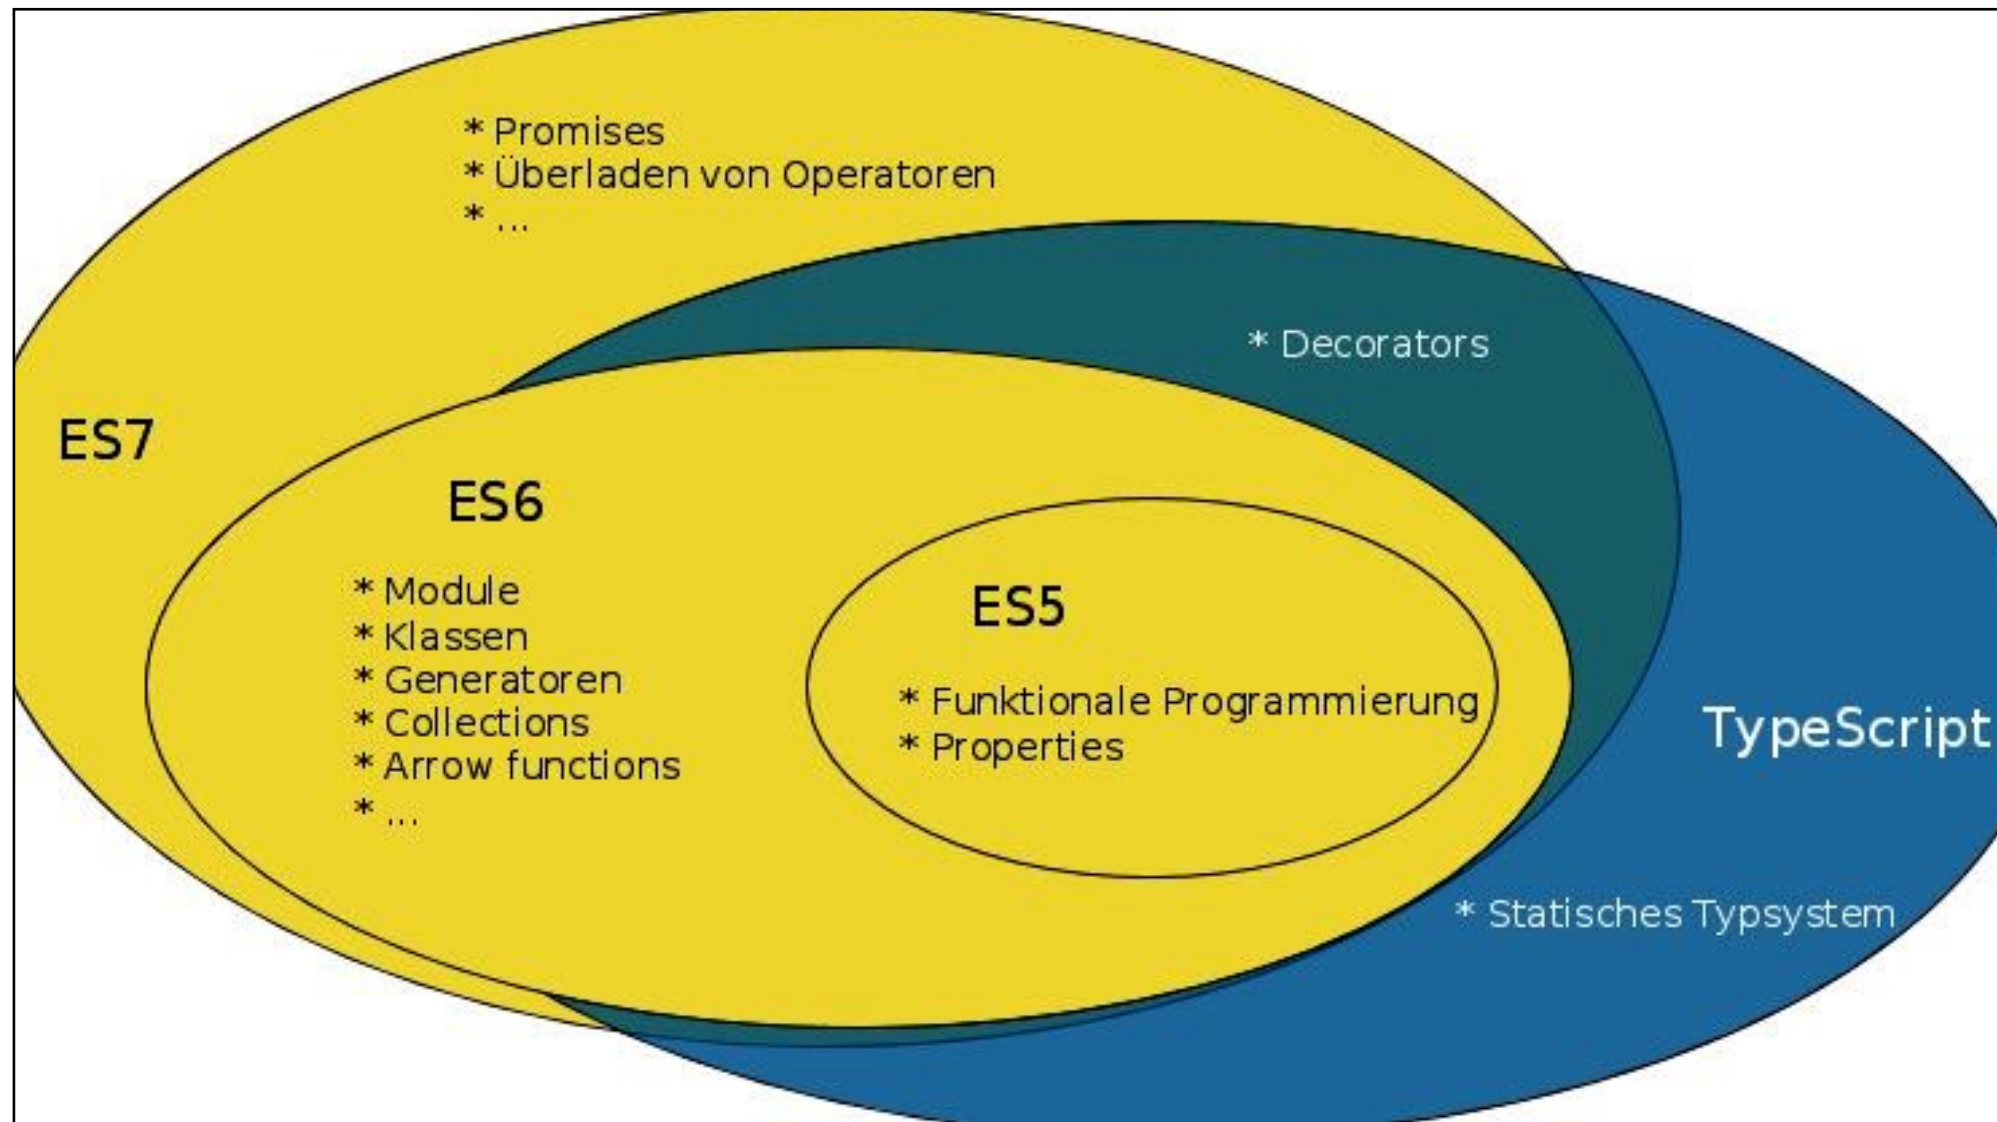 * Promises
* Überladen von Operatoren
* ...
* Decorators
ES7
ES6
* Module
* Klassen
* Generatoren
* Collections
* Arrow functions
* ...
ES5
* Funktionale Programmierung
* Properties
TypeScript
* Statisches Typsystem